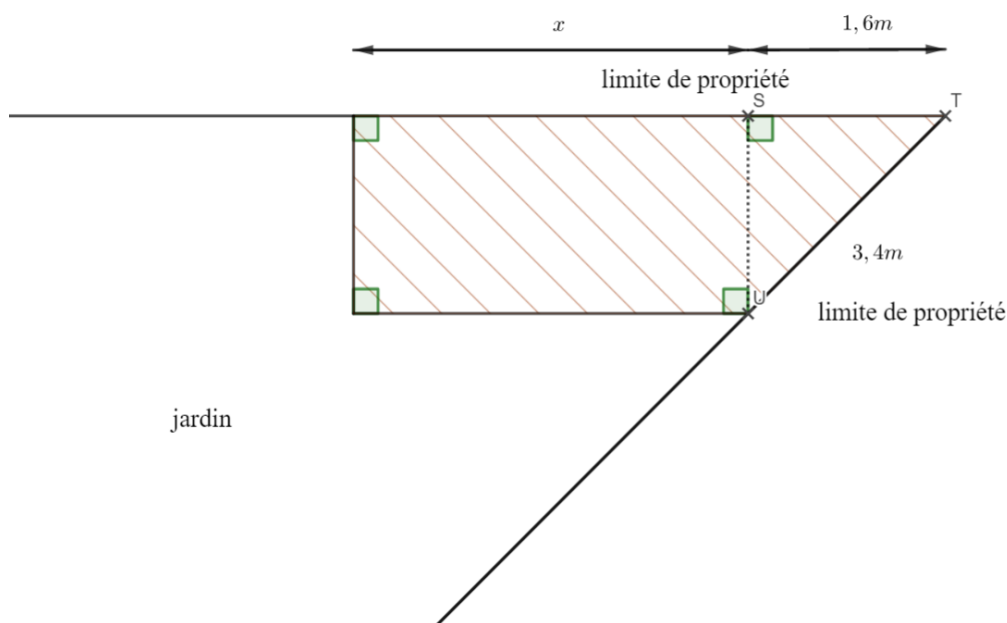 x
1,6m
limite de propriété
S
T
3,4m
U
limite de propriété
jardin